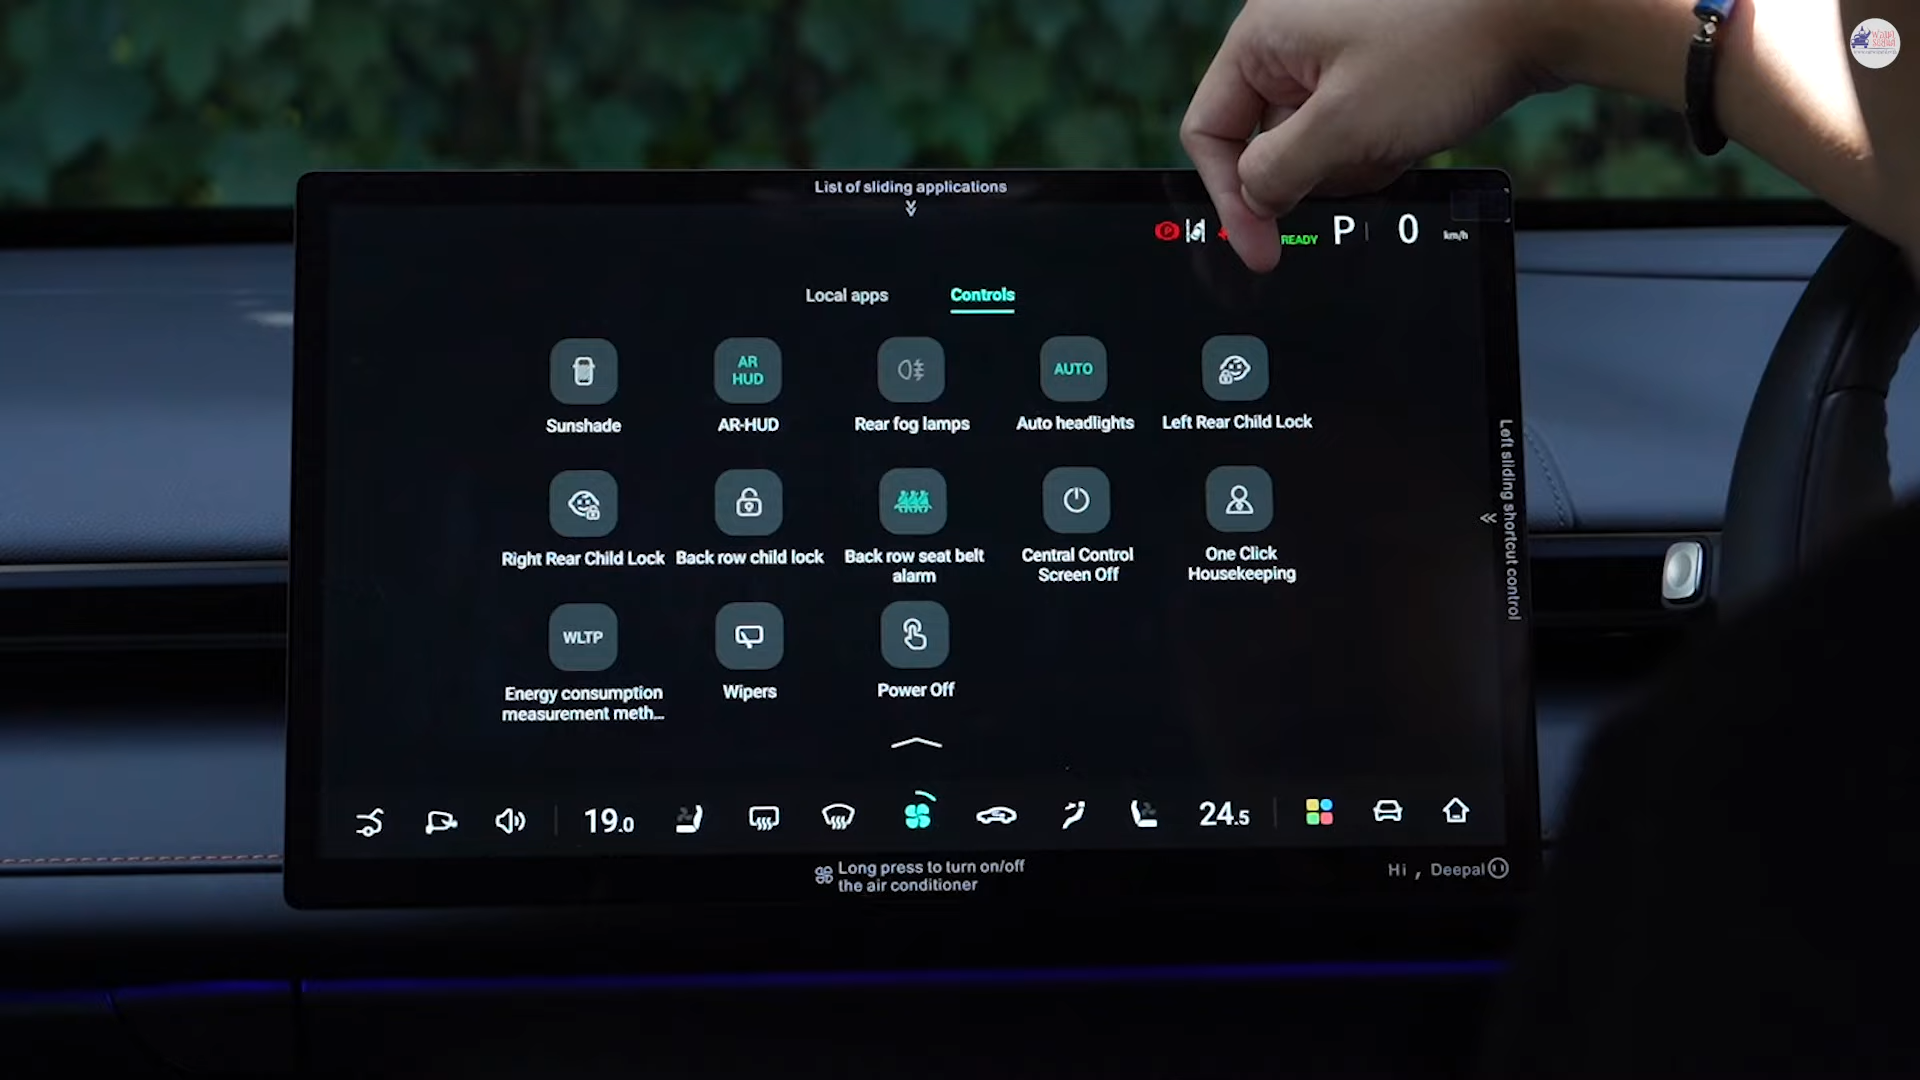 List of sliding applications
READY P 0 km/h
Local apps Controls
AR
HUD
AUTO
Sunshade AR-HUD Rear fog lamps Auto headlights Left Rear Child Lock
Right Rear Child Lock Back row child lock Back row seat belt
alarm
Central Control
Screen Off
One Click
Housekeeping
WLTP
Energy consumption
measurement meth...
Wipers Power Off
Left sliding shortcut control
19.0 24.5
Long press to turn on/off
the air conditioner
Hi , Deepal